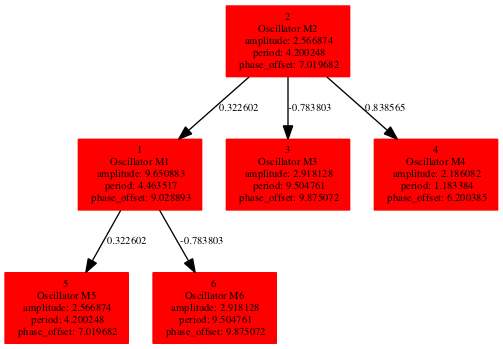 2
Oscillator M2
amplitude: 2.566874
period: 4.200248
phase_offset: 7.019682
0.322602
-0.783803
0.838565
1
Oscillator M1
amplitude: 9.650883
period: 4.463517
phase_offset: 9.028893
3
Oscillator M3
amplitude: 2.918128
period: 9.504761
phase_offset: 9.875072
4
Oscillator M4
amplitude: 2.186082
period: 1.183384
phase_offset: 6.200385
0.322602
-0.783803
5
Oscillator M5
amplitude: 2.566874
period: 4.200248
phase_offset: 7.019682
6
Oscillator M6
amplitude: 2.918128
period: 9.504761
phase_offset: 9.875072